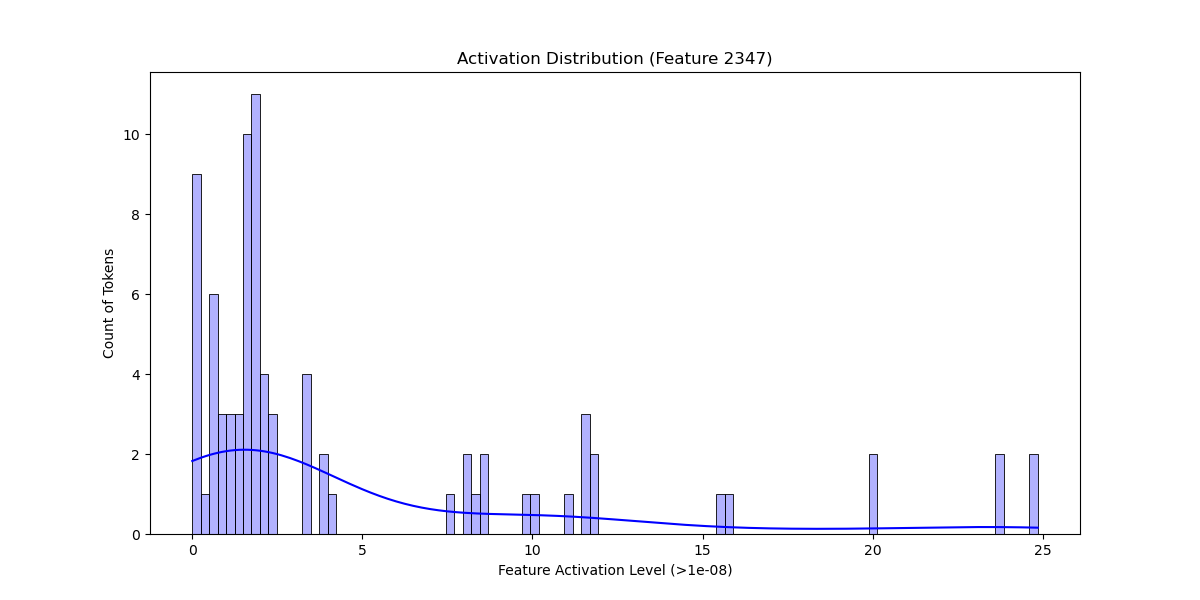 Activation Distribution (Feature 2347)
Count of Tokens
10
8
6
4
2
0
0 5 10 15 20 25
Feature Activation Level (>1e-08)